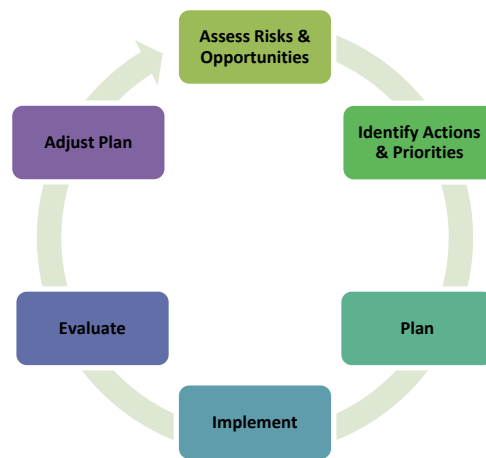 Assess Risks &
Opportunities
Identify Actions
& Priorities
Plan
Implement
Evaluate
Adjust Plan